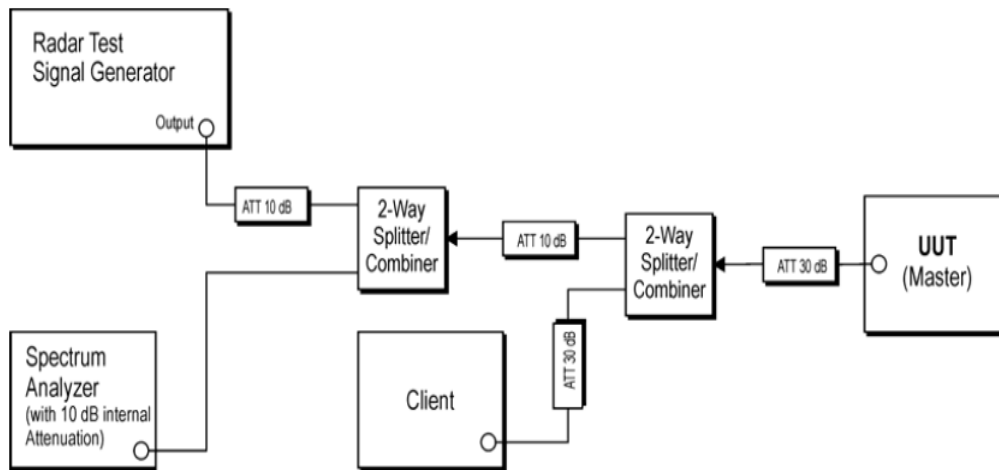 Radar Test
Signal Generator
Output
ATT 10 dB
2-Way
Splitter/
Combiner
ATT 10 dB
2-Way
Splitter/
Combiner
ATT 30 dB
UUT
(Master)
Spectrum
Analyzer
(with 10 dB internal
Attenuation)
Client
ATT 30 dB